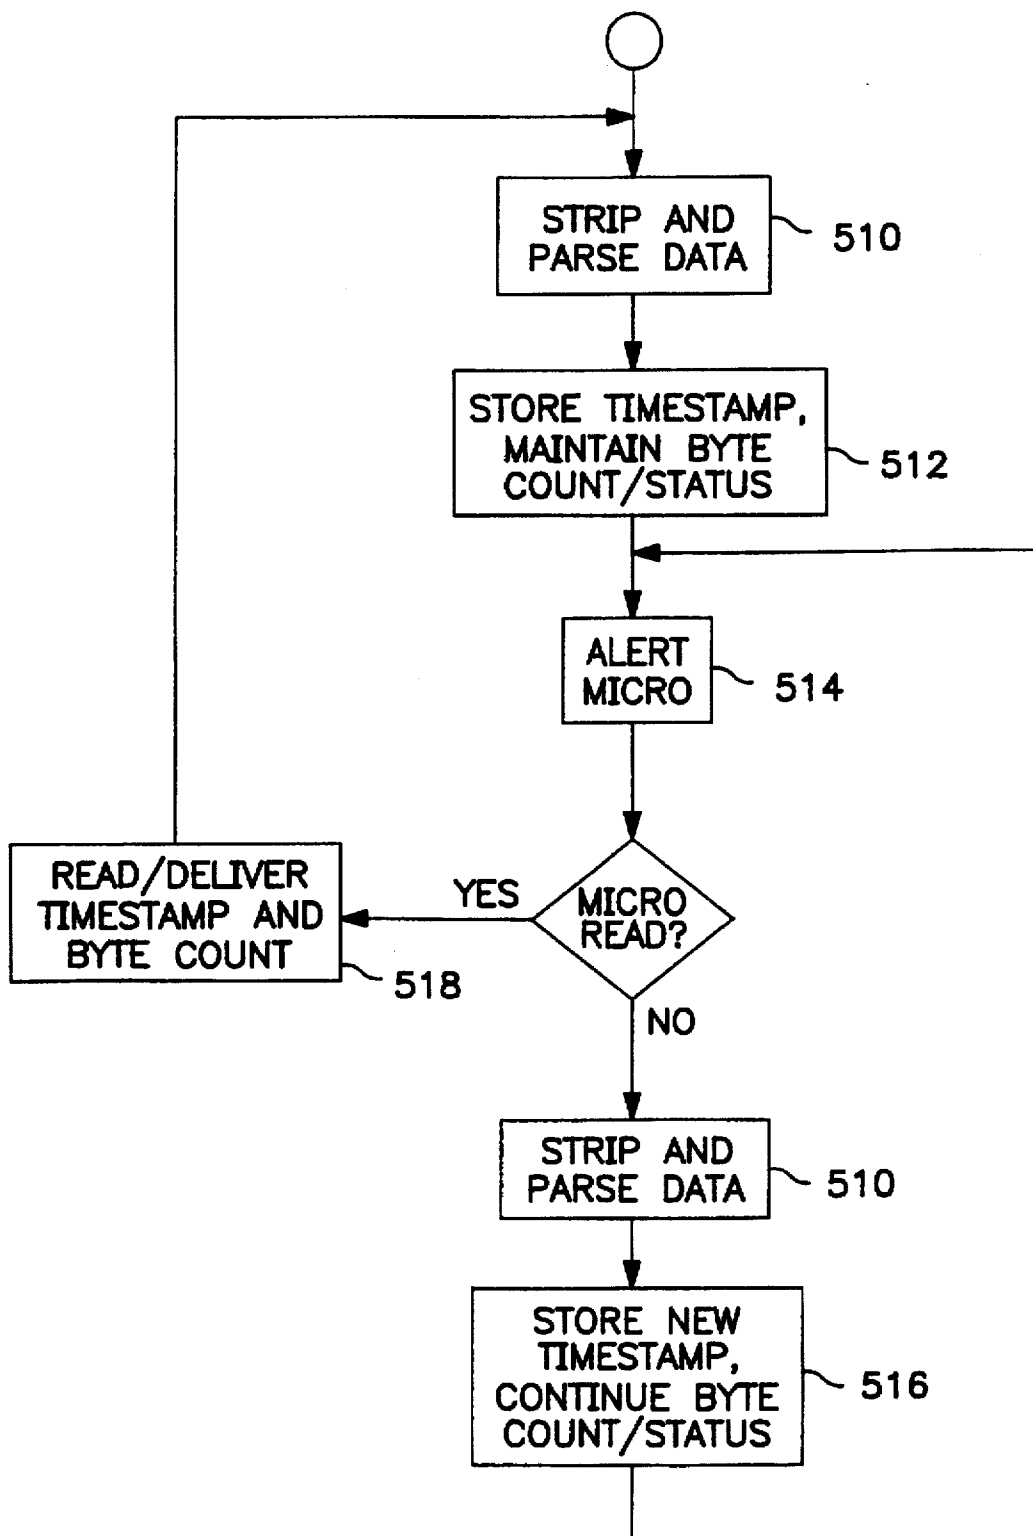 STRIP AND
PARSE DATA
510
STORE TIMESTAMP,
MAINTAIN BYTE
COUNT/STATUS
512
ALERT
MICRO
514
READ/DELIVER
TIMESTAMP AND
BYTE COUNT
518
YES
MICRO
READ?
NO
STRIP AND
PARSE DATA
510
STORE NEW
TIMESTAMP,
CONTINUE BYTE
COUNT/STATUS
516